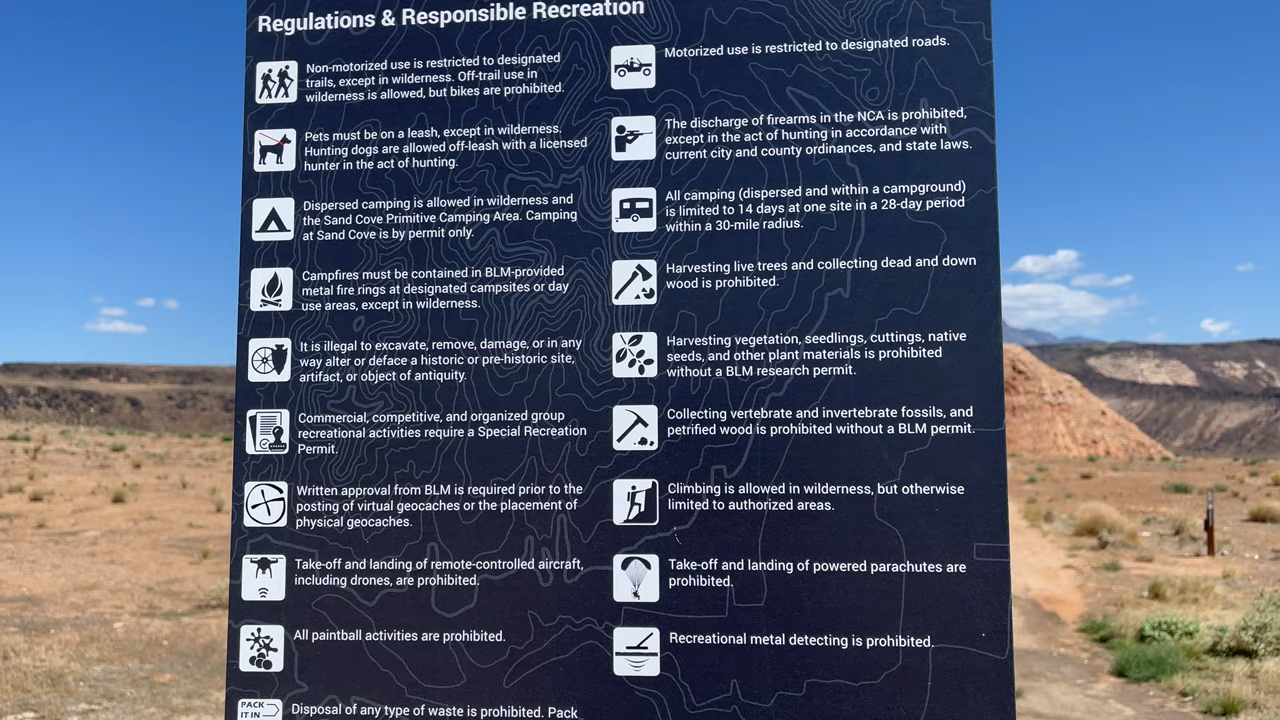 Regulations & Responsible Recreation
Non-motorized use is restricted to designated
trails, except in wilderness. Off-trail use in
wilderness is allowed, but bikes are prohibited.
Pets must be on a leash, except in wilderness.
Hunting dogs are allowed off-leash with a licensed
hunter in the act of hunting.
Dispersed camping is allowed in wilderness and
the Sand Cove Primitive Camping Area. Camping
at Sand Cove is by permit only.
Campfires must be contained in BLM-provided
metal fire rings at designated campsites or day
use areas, except in wilderness.
It is illegal to excavate, remove, damage, or in any
way alter or deface a historic or pre-historic site,
artifact, or object of antiquity.
Commercial, competitive, and organized group
recreational activities require a Special Recreation
Permit.
Written approval from BLM is required prior to the
posting of virtual geocaches or the placement of
physical geocaches.
Take-off and landing of remote-controlled aircraft,
including drones, are prohibited.
All paintball activities are prohibited.
PACK
IT IN
Disposal of any type of waste is prohibited. Pack
Motorized use is restricted to designated roads.
The discharge of firearms in the NCA is prohibited,
except in the act of hunting in accordance with
current city and county ordinances, and state laws.
All camping (dispersed and within a campground)
is limited to 14 days at one site in a 28-day period
within a 30-mile radius.
Harvesting live trees and collecting dead and down
wood is prohibited.
Harvesting vegetation, seedlings, cuttings, native
seeds, and other plant materials is prohibited
without a BLM research permit.
Collecting vertebrate and invertebrate fossils, and
petrified wood is prohibited without a BLM permit.
Climbing is allowed in wilderness, but otherwise
limited to authorized areas.
Take-off and landing of powered parachutes are
prohibited.
Recreational metal detecting is prohibited.